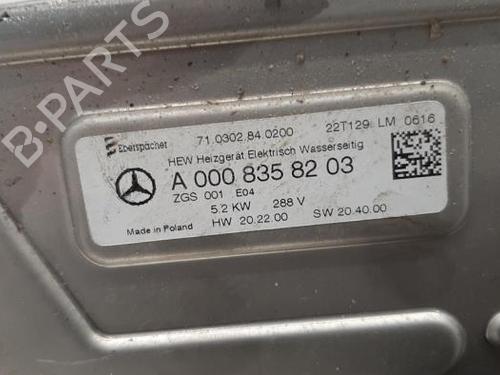 Eberspächer
71.0302.84.0200
22T129 LM 0616
HEW Heizgerät Elektrisch Wasserseitig
A 000 835 82 03
ZGS 001 E04
5.2 KW 288 V
Made in Poland HW 20.22.00 SW 20.40.00
B-PARTS